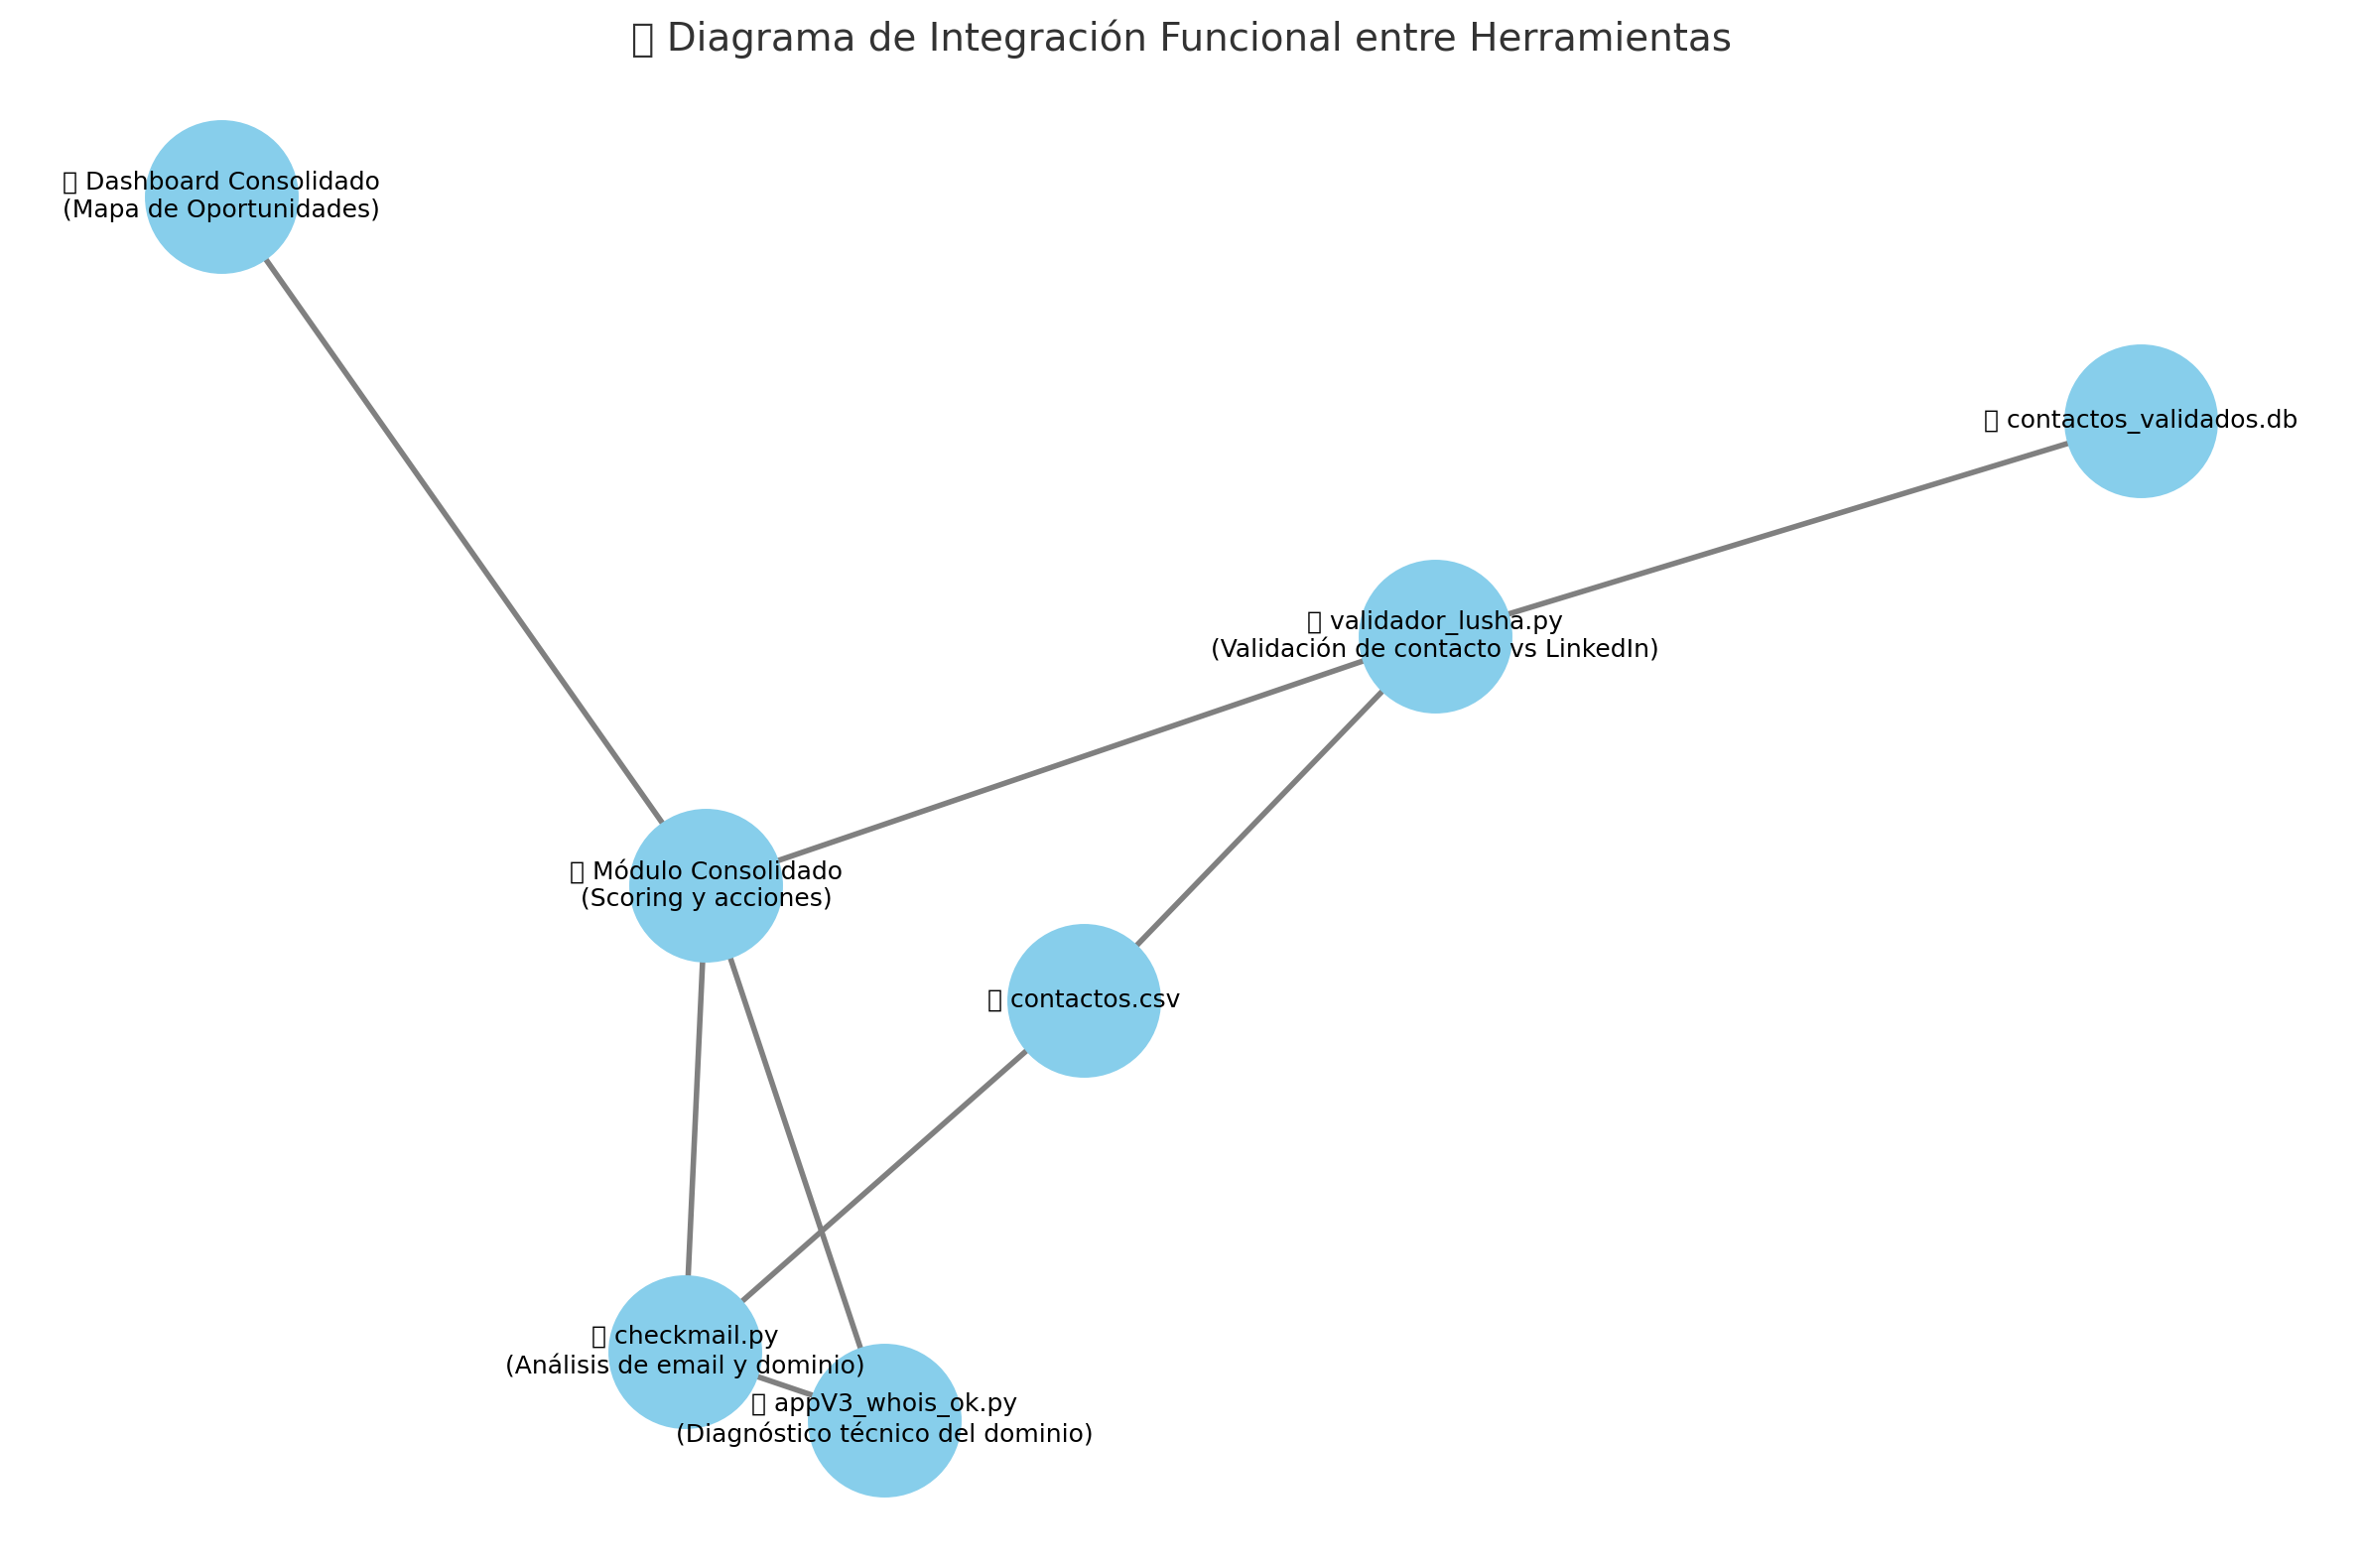 Diagrama de Integración Funcional entre Herramientas
Dashboard Consolidado
(Mapa de Oportunidades)
contactos_validados.db
validador_lusha.py
(Validación de contacto vs LinkedIn)
Módulo Consolidado
(Scoring y acciones)
contactos.csv
checkmail.py
(Análisis de email y dominio)
appV3_whois_ok.py
(Diagnóstico técnico del dominio)